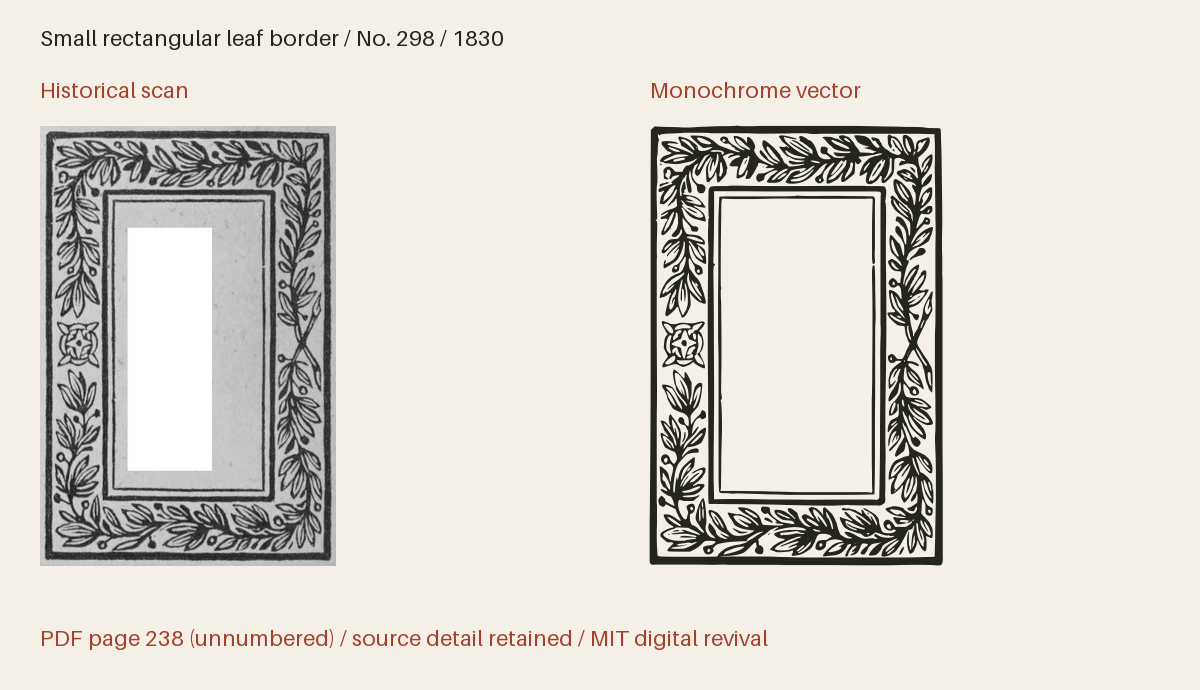 Small rectangular leaf border / No. 298 / 1830
Historical scan
Monochrome vector
PDF page 238 (unnumbered) / source detail retained / MIT digital revival